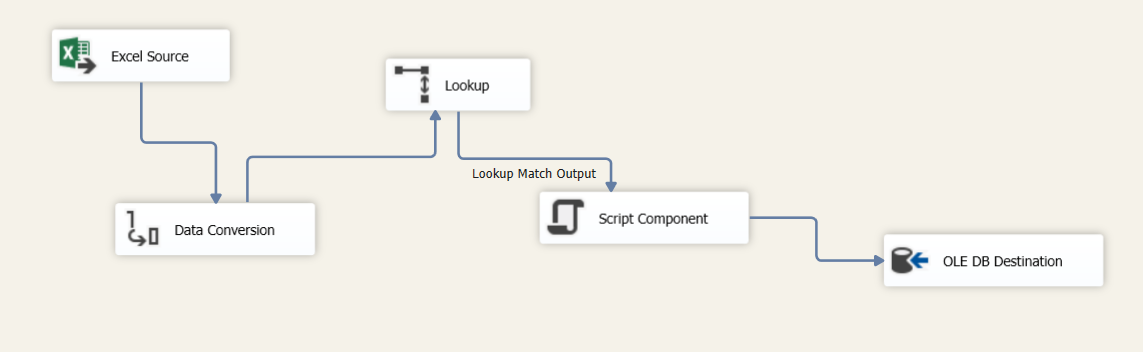 Excel Source
Lookup
Lookup Match Output
Script Component
Data Conversion
OLE DB Destination